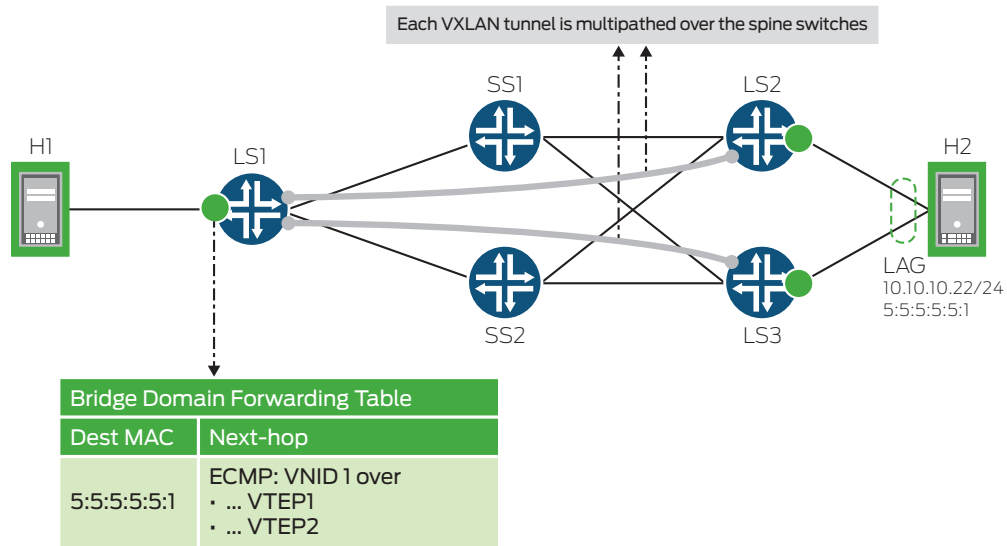 Each VXLAN tunnel is multipathed over the spine switches
SS1
LS2
H1
LS1
H2
LAG
10.10.10.22/24
5:5:5:5:5:1
SS2
LS3
Bridge Domain Forwarding Table
Dest MAC
Next-hop
5:5:5:5:5:1
ECMP: VNID 1 over
• ... VTEP1
• ... VTEP2